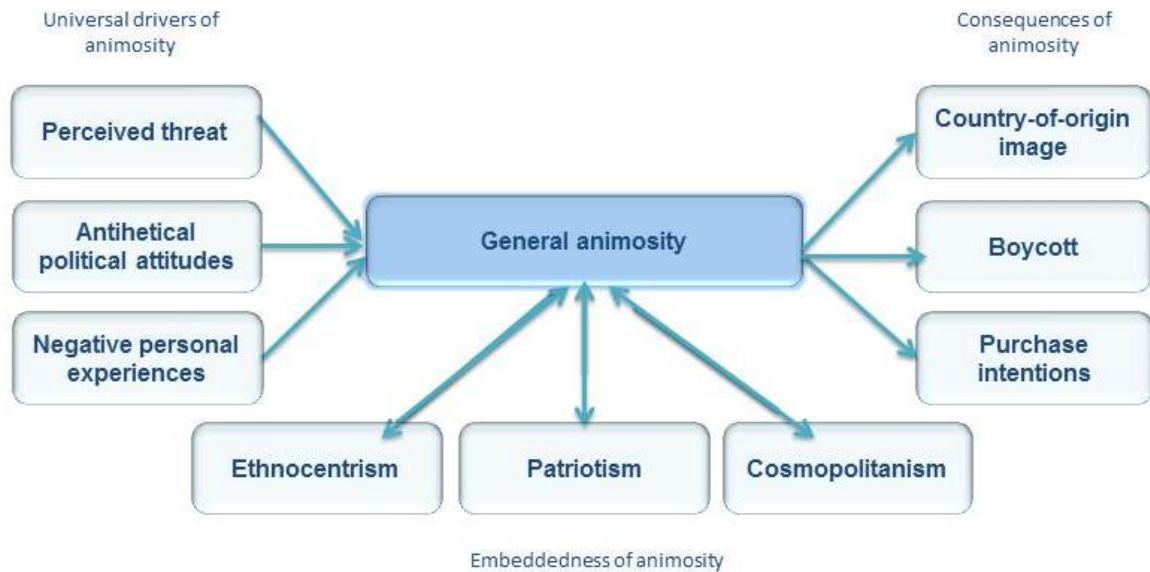 Universal drivers of
animosity
Consequences of
animosity
Perceived threat
Country-of-origin
image
Antihetical
political attitudes
General animosity
Boycott
Negative personal
experiences
Purchase
intentions
Ethnocentrism
Patriotism
Cosmopolitanism
Embeddedness of animosity